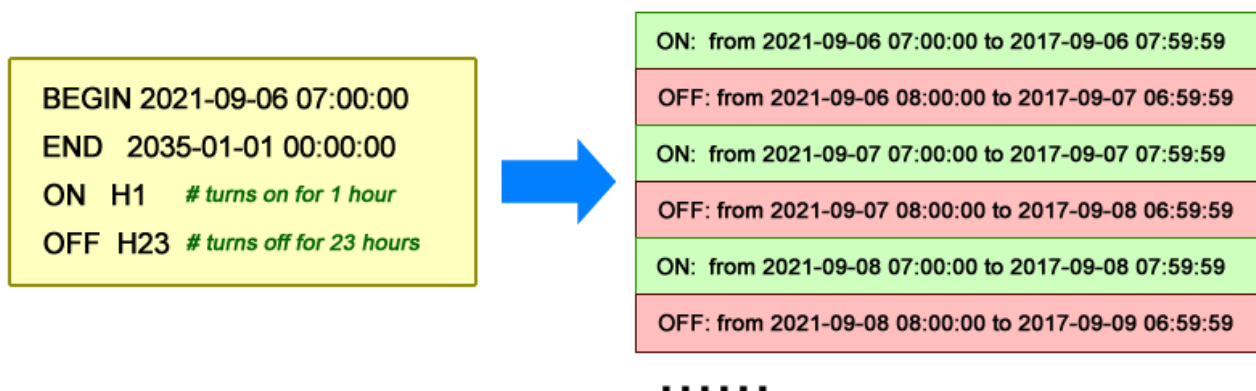 BEGIN 2021-09-06 07:00:00
END 2035-01-01 00:00:00
ON H1 # turns on for 1 hour
OFF H23 # turns off for 23 hours
ON: from 2021-09-06 07:00:00 to 2017-09-06 07:59:59
OFF: from 2021-09-06 08:00:00 to 2017-09-07 06:59:59
ON: from 2021-09-07 07:00:00 to 2017-09-07 07:59:59
OFF: from 2021-09-07 08:00:00 to 2017-09-08 06:59:59
ON: from 2021-09-08 07:00:00 to 2017-09-08 07:59:59
OFF: from 2021-09-08 08:00:00 to 2017-09-09 06:59:59
......